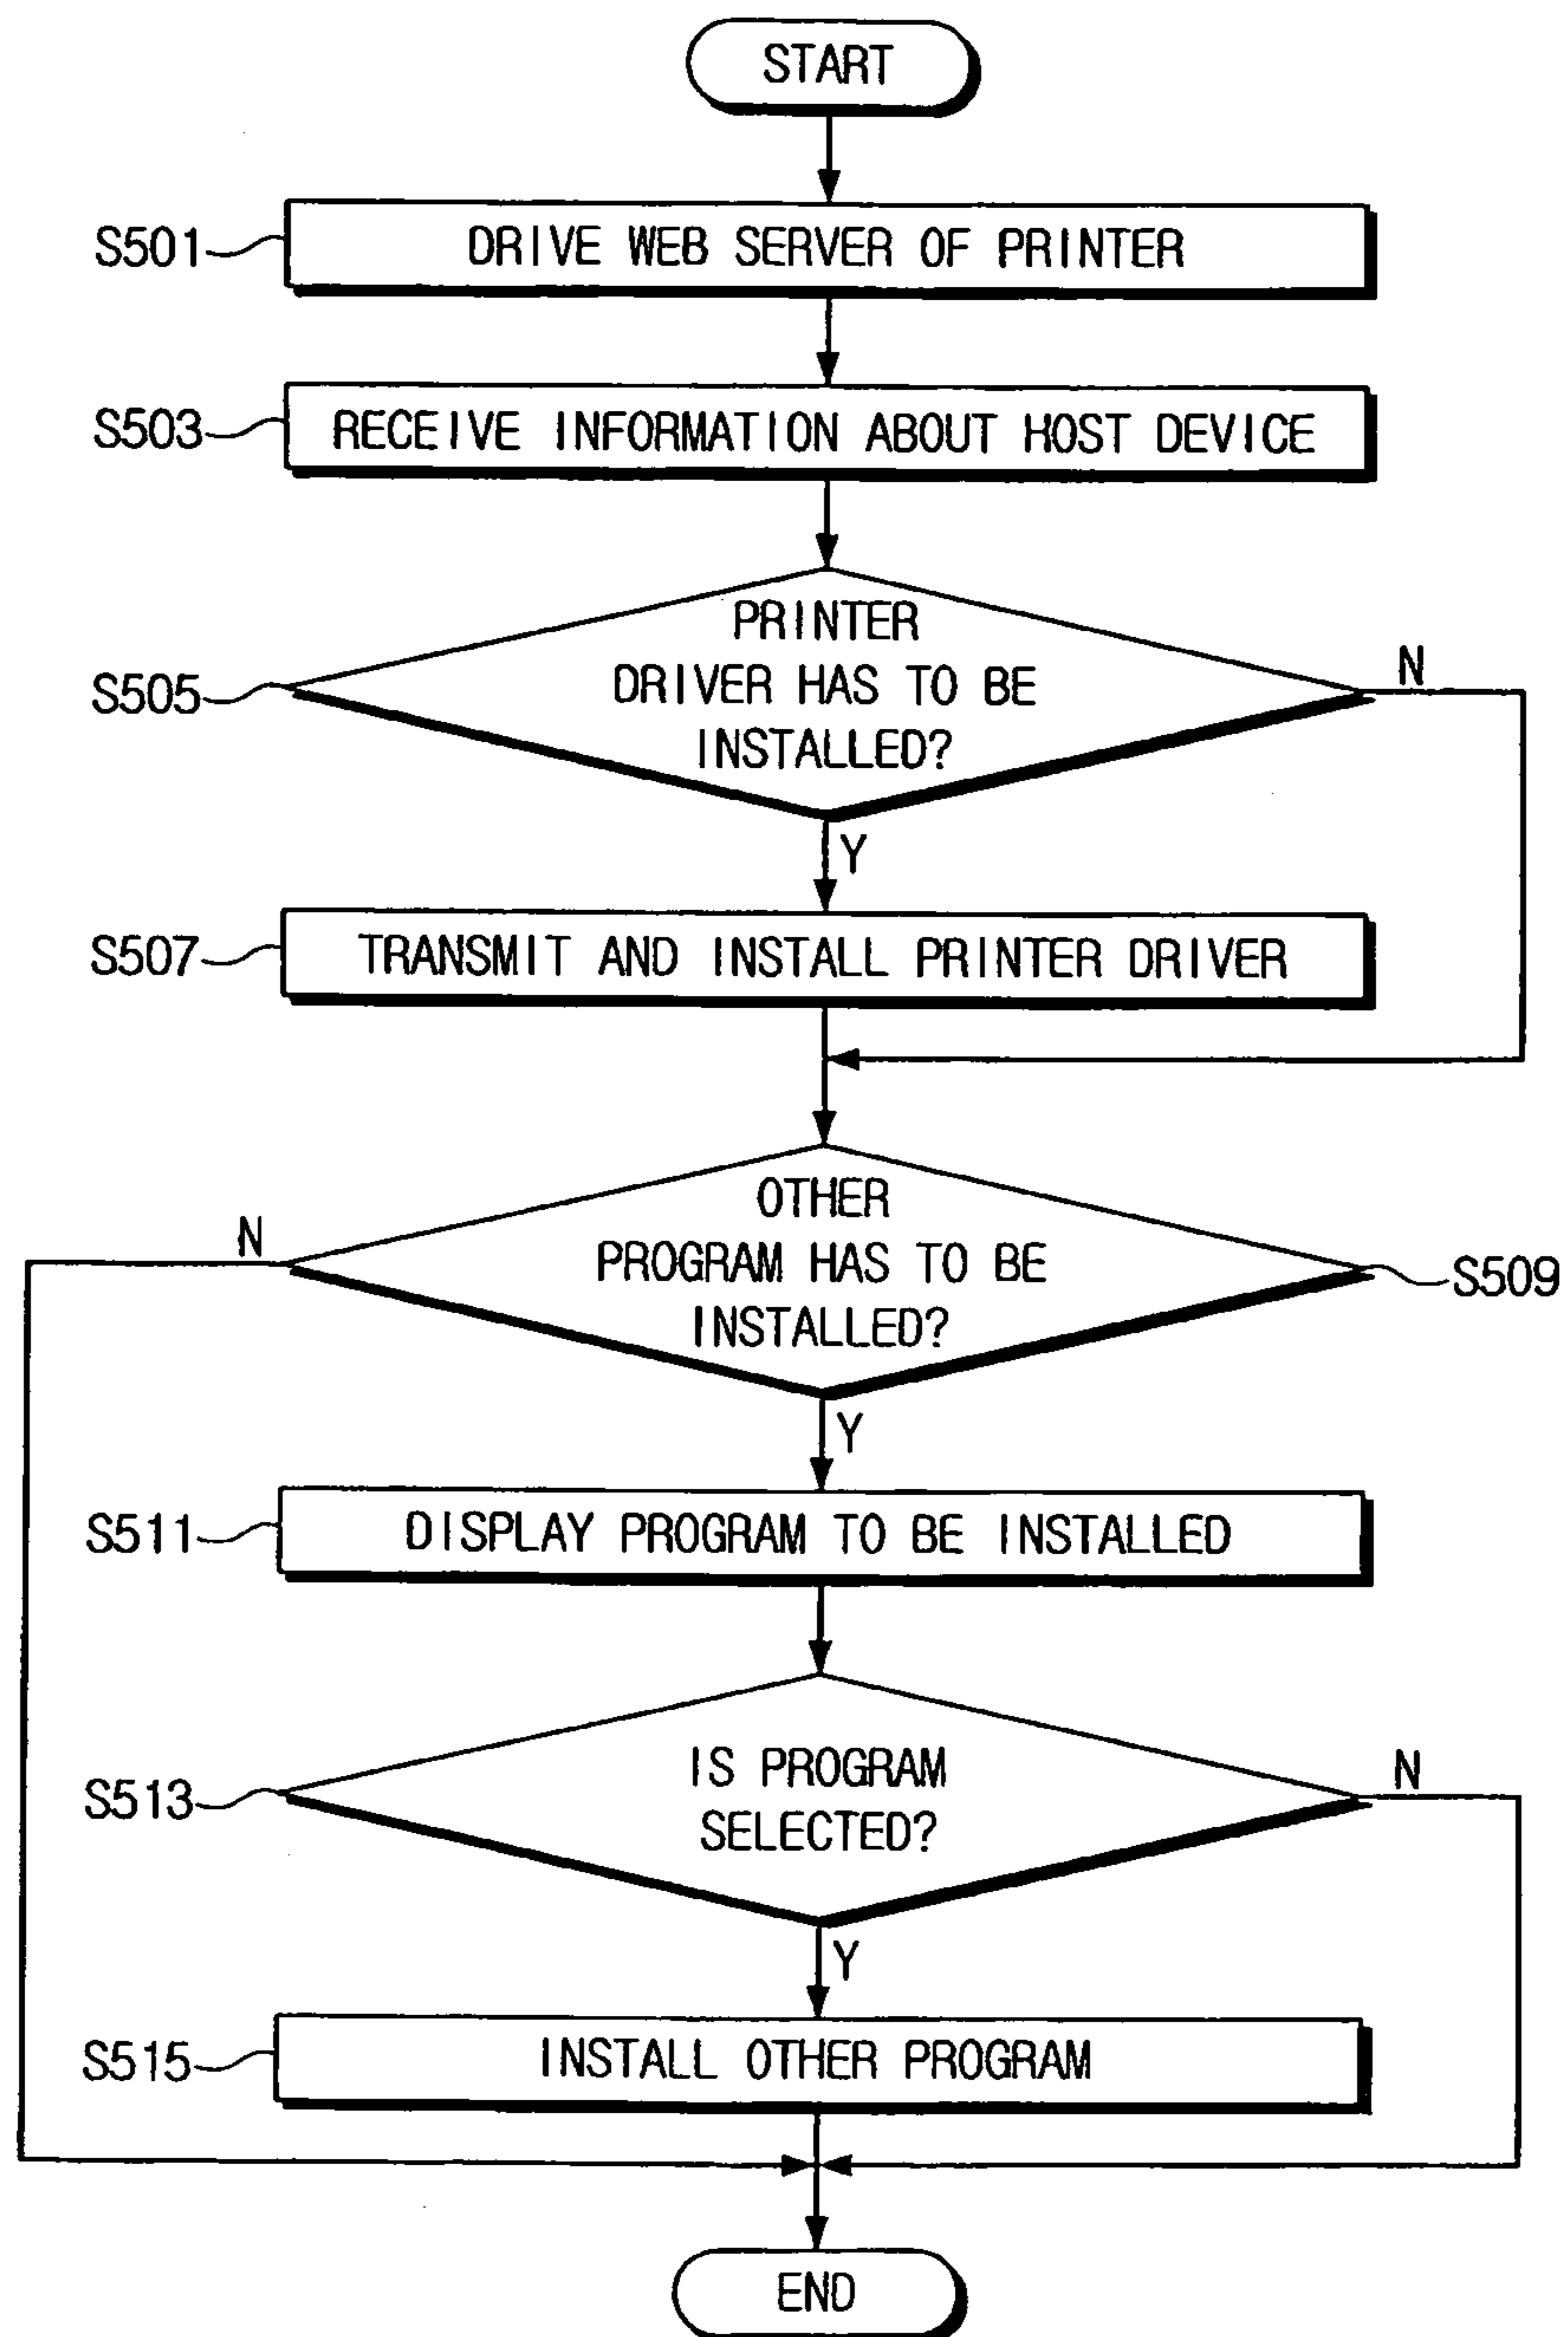 START
S501
DRIVE WEB SERVER OF PRINTER
S503
RECEIVE INFORMATION ABOUT HOST DEVICE
PRINTER
DRIVER HAS TO BE
INSTALLED?
S505
N
Y
S507
TRANSMIT AND INSTALL PRINTER DRIVER
OTHER
PROGRAM HAS TO BE
INSTALLED?
N
S509
Y
S511
DISPLAY PROGRAM TO BE INSTALLED
IS PROGRAM
SELECTED?
S513
N
Y
S515
INSTALL OTHER PROGRAM
END